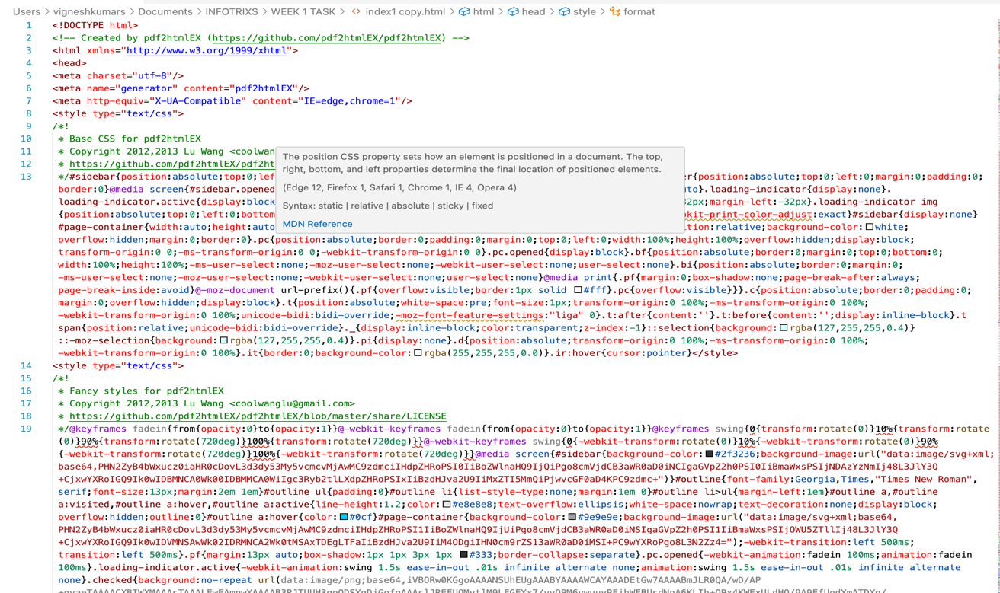 Users > vigneshkumars > Documents > INFOTRIXS > WEEK 1 TASK > <> index1 copy.html > html > head > style > format
1 <!DOCTYPE html>
2 <!-- Created by pdf2htmlEX (https://github.com/pdf2htmlEX/pdf2htmlEX) -->
3 <html xmlns="http://www.w3.org/1999/xhtml">
4 <head>
5 <meta charset="utf-8"/>
6 <meta name="generator" content="pdf2htmlEX"/>
7 <meta http-equiv="X-UA-Compatible" content="IE=edge,chrome=1"/>
8 <style type="text/css">
9 /*!
10 * Base CSS for pdf2htmlEX
11 * Copyright 2012,2013 Lu Wang <coolwan
The position CSS property sets how an element is positioned in a document. The top,
right, bottom, and left properties determine the final location of positioned elements.
(Edge 12, Firefox 1, Safari 1, Chrome 1, IE 4, Opera 4)
Syntax: static | relative | absolute | sticky | fixed
MDN Reference
12 * https://github.com/pdf2htmlEX/pdf2ht
13 */#sidebar{position:absolute;top:0;lef r{position:absolute;top:0;left:0;margin:0;padding:0;
border:0}@media screen{#sidebar.opened to}.loading-indicator{display:none}.
loading-indicator.active{display:block 2px;margin-left:-32px}.loading-indicator img
{position:absolute;top:0;left:0;bottom kit-print-color-adjust:exact}#sidebar{display:none}
#page-container{width:auto;height:auto tion:relative;background-color:white;
overflow:hidden;margin:0;border:0}.pc{position:absolute;border:0;padding:0;margin:0;top:0;left:0;width:100%;height:100%;overflow:hidden;display:block;
transform-origin:0 0;-ms-transform-origin:0 0;-webkit-transform-origin:0 0}.pc.opened{display:block}.bf{position:absolute;border:0;margin:0;top:0;bottom:0;
width:100%;height:100%;-ms-user-select:none;-moz-user-select:none;-webkit-user-select:none;user-select:none}.bi{position:absolute;border:0;margin:0;
-ms-user-select:none;-moz-user-select:none;-webkit-user-select:none;user-select:none}@media print{.pf{margin:0;box-shadow:none;page-break-after:always;
page-break-inside:avoid}@-moz-document url-prefix(){.pf{overflow:visible;border:1px solid #fff}.pc{overflow:visible}}}.c{position:absolute;border:0;padding:0;
margin:0;overflow:hidden;display:block}.t{position:absolute;white-space:pre;font-size:1px;transform-origin:0 100%;-ms-transform-origin:0 100%;
-webkit-transform-origin:0 100%;unicode-bidi:bidi-override;-moz-font-feature-settings:"liga" 0}.t:after{content:''}.t:before{content:'';display:inline-block}.t
span{position:relative;unicode-bidi:bidi-override}._{display:inline-block;color:transparent;z-index:-1}::selection{background:rgba(127,255,255,0.4)}
::-moz-selection{background:rgba(127,255,255,0.4)}.pi{display:none}.d{position:absolute;transform-origin:0 100%;-ms-transform-origin:0 100%;
-webkit-transform-origin:0 100%}.it{border:0;background-color:rgba(255,255,255,0.0)}.ir:hover{cursor:pointer}</style>
14 <style type="text/css">
15 /*!
16 * Fancy styles for pdf2htmlEX
17 * Copyright 2012,2013 Lu Wang <coolwanglu@gmail.com>
18 * https://github.com/pdf2htmlEX/pdf2htmlEX/blob/master/share/LICENSE
19 */@keyframes fadein{from{opacity:0}to{opacity:1}}@-webkit-keyframes fadein{from{opacity:0}to{opacity:1}}@keyframes swing{0{transform:rotate(0)}10%{transform:rotate
(0)}90%{transform:rotate(720deg)}100%{transform:rotate(720deg)}}@-webkit-keyframes swing{0{-webkit-transform:rotate(0)}10%{-webkit-transform:rotate(0)}90%
{-webkit-transform:rotate(720deg)}100%{-webkit-transform:rotate(720deg)}}@media screen{#sidebar{background-color:#2f3236;background-image:url("data:image/svg+xml;
base64,PHN2ZyB4bWxucz0iaHR0cDovL3d3dy53My5vcmcvMjAwMC9zdmciIHdpZHRoPSI0IiBoZWlnaHQ9IjQiPgo8cmVjdCB3aWR0aD0iNCIgaGVpZ2h0PSI0IiBmaWxsPSIjNDAzYzNmIj48L3JlY3Q
+CjxwYXRoIGQ9Ik0wIDBMNCA0Wk00IDBMMCA0WiIgc3Ryb2tlLXdpZHRoPSIxIiBzdHJva2U9IiMxZTI5MmQiPjwvcGF0aD4KPC9zdmc+")}#outline{font-family:Georgia,Times,"Times New Roman",
serif;font-size:13px;margin:2em 1em}#outline ul{padding:0}#outline li{list-style-type:none;margin:1em 0}#outline li>ul{margin-left:1em}#outline a,#outline
a:visited,#outline a:hover,#outline a:active{line-height:1.2;color:#e8e8e8;text-overflow:ellipsis;white-space:nowrap;text-decoration:none;display:block;
overflow:hidden;outline:0}#outline a:hover{color:#0cf}#page-container{background-color:#9e9e9e;background-image:url("data:image/svg+xml;base64,
PHN2ZyB4bWxucz0iaHR0cDovL3d3dy53My5vcmcvMjAwMC9zdmciIHdpZHRoPSI1IiBoZWlnaHQ9IjUiPgo8cmVjdCB3aWR0aD0iNSIgaGVpZ2h0PSI1IiBmaWxsPSIjOWU5ZTllIj48L3JlY3Q
+CjxwYXRoIGQ9Ik0wIDVMNSAwWk02IDRMNCA2Wk0tMSAxTDEgLTFaIiBzdHJva2U9IiM4ODgiIHN0cm9rZS13aWR0aD0iMSI+PC9wYXRoPgo8L3N2Zz4=");-webkit-transition:left 500ms;
transition:left 500ms}.pf{margin:13px auto;box-shadow:1px 1px 3px 1px #333;border-collapse:separate}.pc.opened{-webkit-animation:fadein 100ms;animation:fadein
100ms}.loading-indicator.active{-webkit-animation:swing 1.5s ease-in-out .01s infinite alternate none;animation:swing 1.5s ease-in-out .01s infinite alternate
none}.checked{background:no-repeat url(data:image/png;base64,iVBORw0KGgoAAAANSUhEUgAAABYAAAAWCAYAAADEtGw7AAAABmJLR0QA/wD/AP